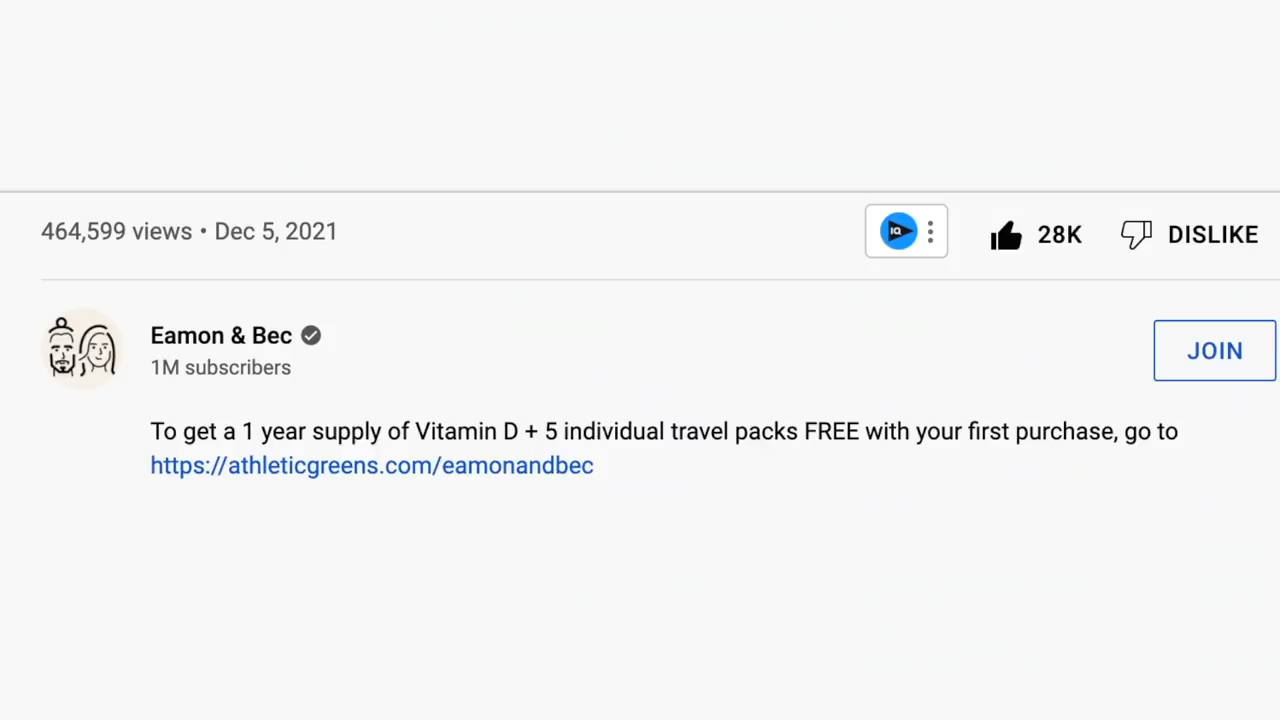 464,599 views • Dec 5, 2021
IQ
28K
DISLIKE
Eamon & Bec
1M subscribers
JOIN
To get a 1 year supply of Vitamin D + 5 individual travel packs FREE with your first purchase, go to
https://athleticgreens.com/eamonandbec